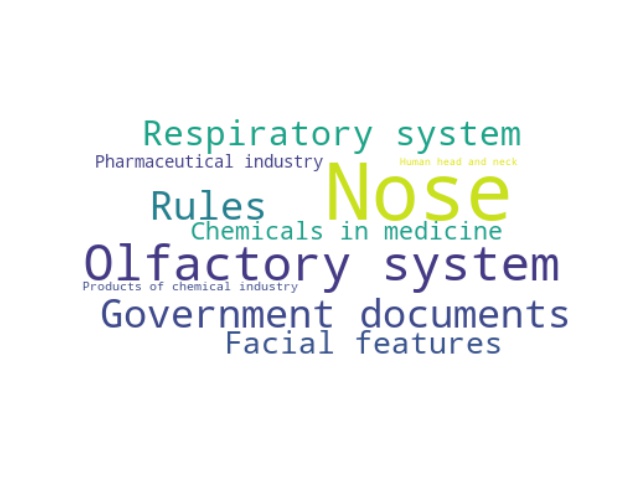 Respiratory system
Pharmaceutical industry
Human head and neck
Nose
Rules
Chemicals in medicine
Olfactory system
Products of chemical industry
Government documents
Facial features